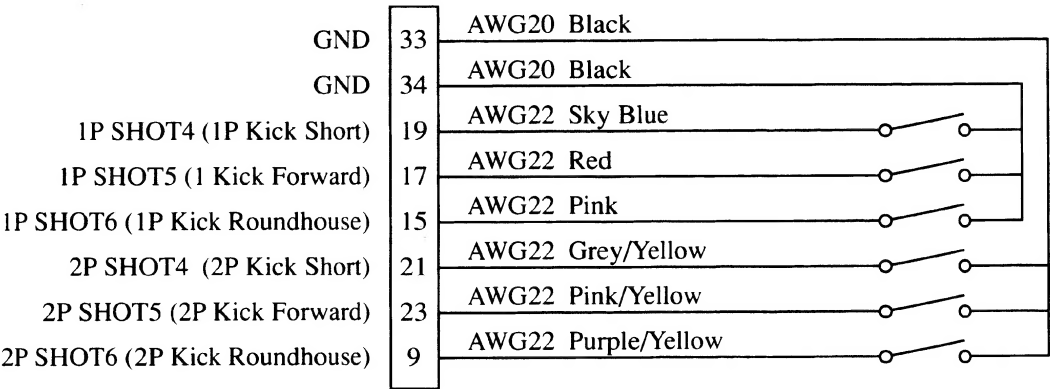 GND 33 AWG20 Black
GND 34 AWG20 Black
1P SHOT4 (1P Kick Short) 19 AWG22 Sky Blue
1P SHOT5 (1 Kick Forward) 17 AWG22 Red
1P SHOT6 (1P Kick Roundhouse) 15 AWG22 Pink
2P SHOT4 (2P Kick Short) 21 AWG22 Grey/Yellow
2P SHOT5 (2P Kick Forward) 23 AWG22 Pink/Yellow
2P SHOT6 (2P Kick Roundhouse) 9 AWG22 Purple/Yellow